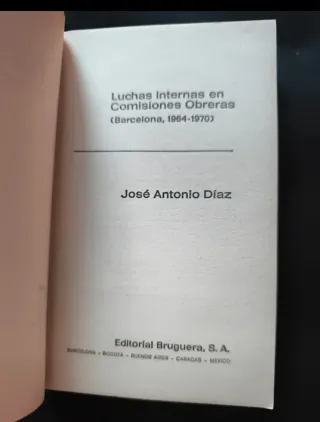 Luchas Internas en
Comisiones Obreras
(Barcelona, 1964-1970)
José Antonio Díaz
Editorial Bruguera, S. A.
BARCELONA • BOGOTA • BUENOS AIRES • CARACAS • MEXICO